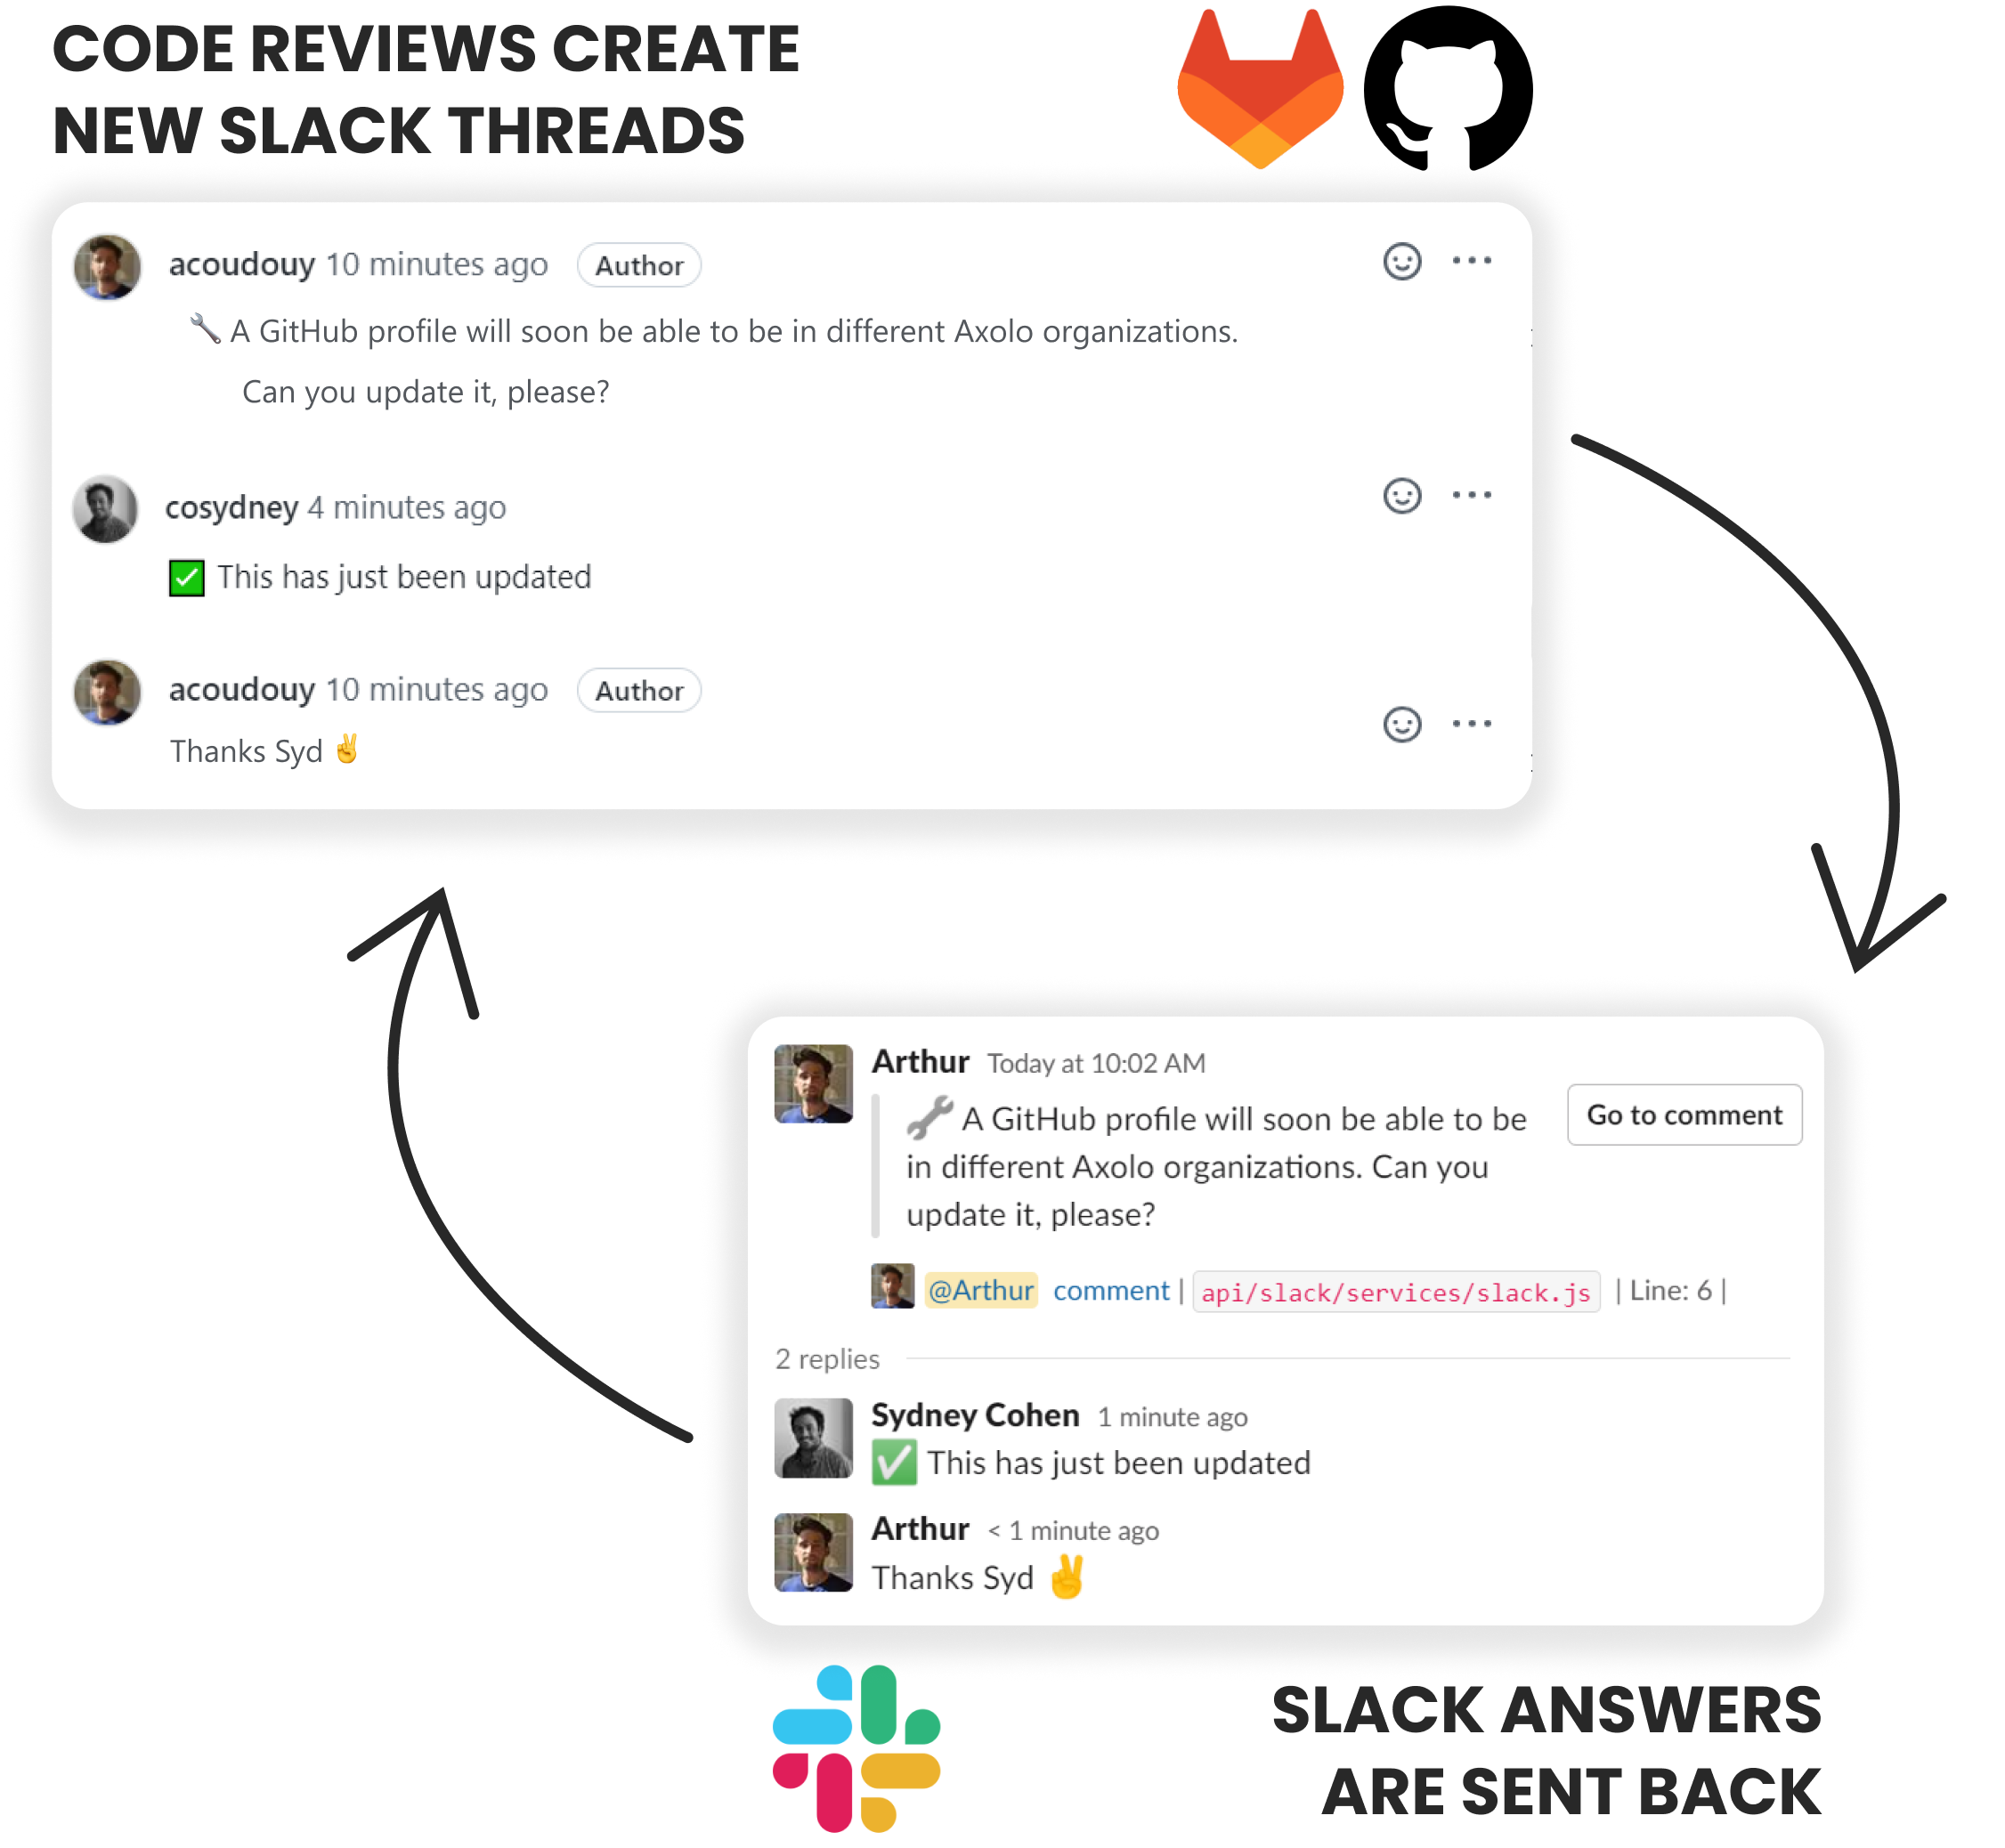 CODE REVIEWS CREATE
NEW SLACK THREADS
acoudouy 10 minutes ago Author
🔧 A GitHub profile will soon be able to be in different Axolo organizations.
Can you update it, please?
cosydney 4 minutes ago
✅ This has just been updated
acoudouy 10 minutes ago Author
Thanks Syd ✌
Arthur Today at 10:02 AM
🔧 A GitHub profile will soon be able to be
in different Axolo organizations. Can you
update it, please?
Go to comment
@Arthur comment | api/slack/services/slack.js | Line: 6 |
2 replies
Sydney Cohen 1 minute ago
✅ This has just been updated
Arthur < 1 minute ago
Thanks Syd ✌
SLACK ANSWERS
ARE SENT BACK